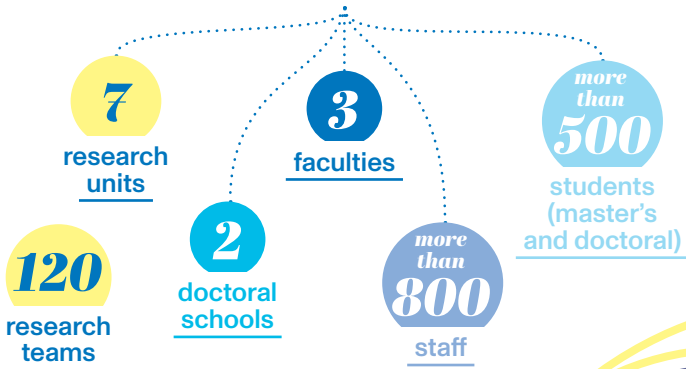 7
research
units
3
faculties
more
than
500
students
(master's
and doctoral)
120
research
teams
2
doctoral
schools
more
than
800
staff